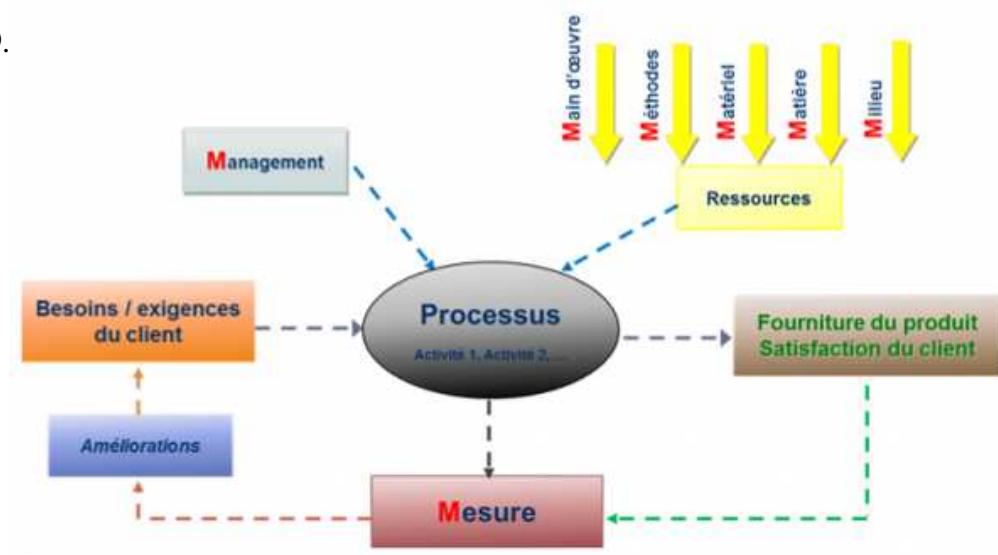 ).
Main d'œuvre
Méthodes
Matériel
Matière
Milieu
Management
Ressources
Besoins / exigences
du client
Processus
Activité 1, Activité 2, ...
Fourniture du produit
Satisfaction du client
Améliorations
Mesure